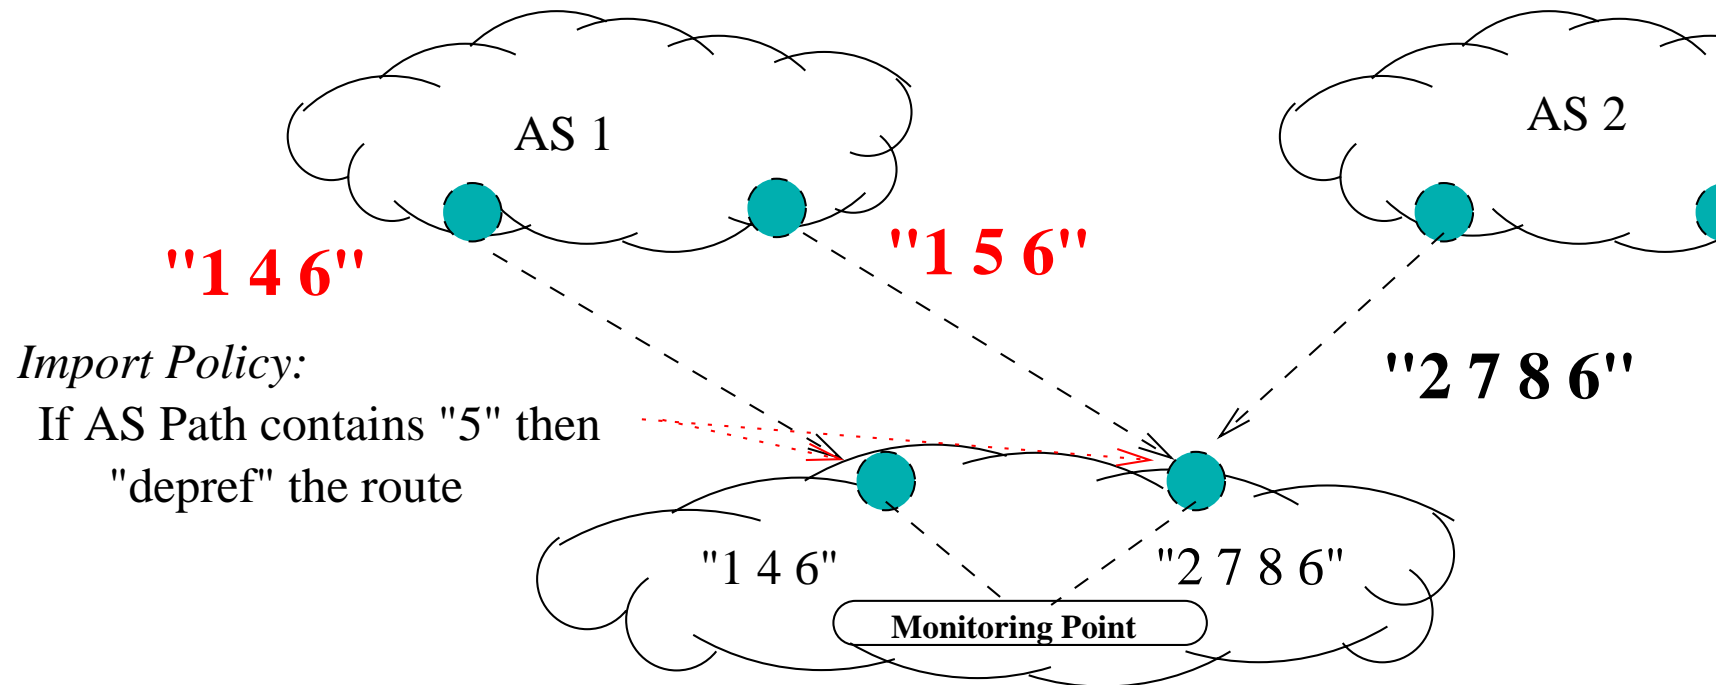 AS 1
AS 2
"1 4 6"
"1 5 6"
"2 7 8 6"
Import Policy:
If AS Path contains "5" then
"depref" the route
"1 4 6"
"2 7 8 6"
Monitoring Point